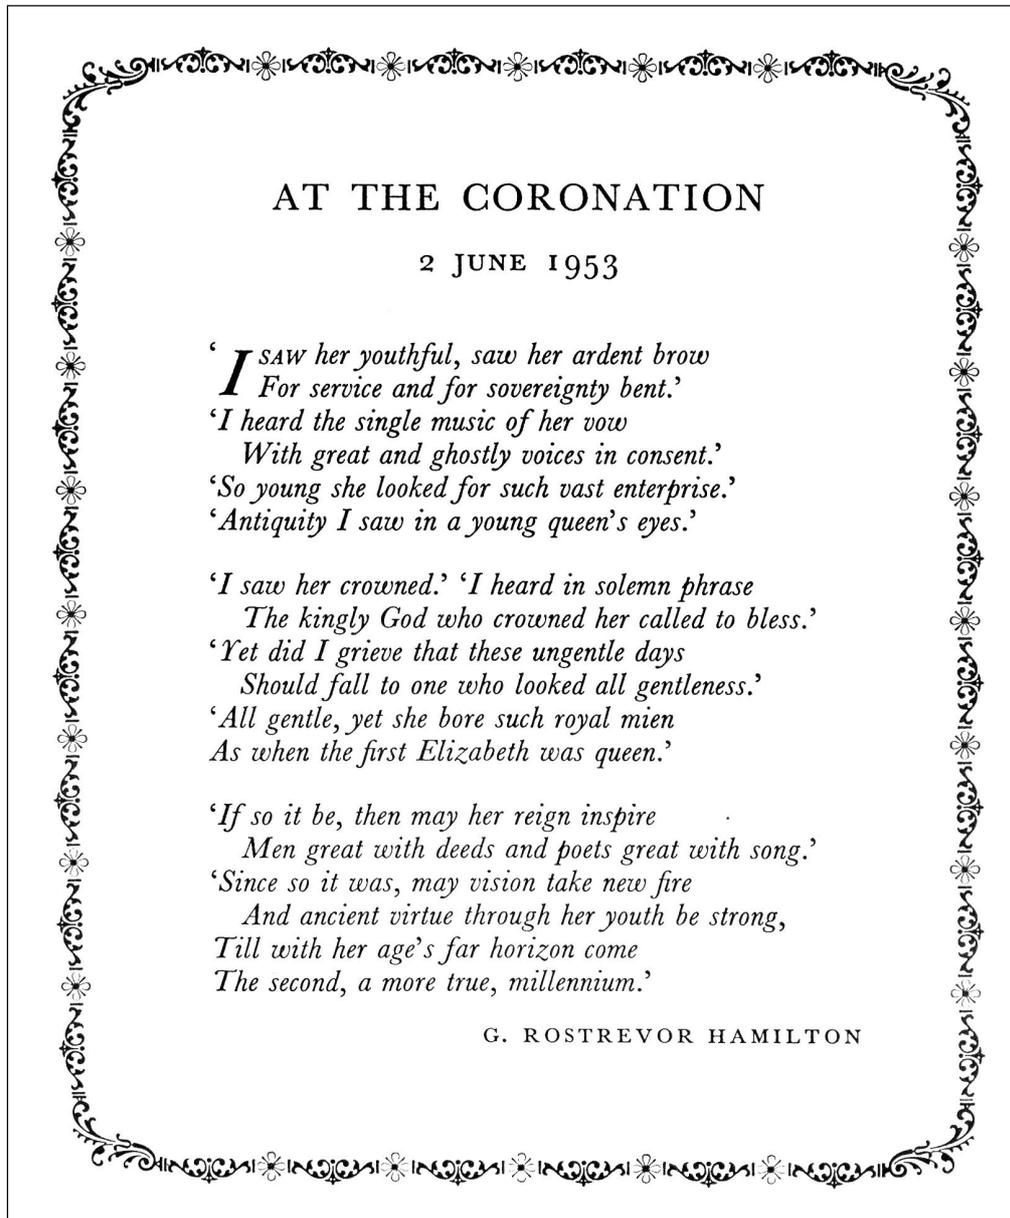 AT THE CORONATION
2 JUNE 1953
‘I SAW her youthful, saw her ardent brow
For service and for sovereignty bent.’
‘I heard the single music of her vow
With great and ghostly voices in consent.’
‘So young she looked for such vast enterprise.’
‘Antiquity I saw in a young queen’s eyes.’
‘I saw her crowned.’ ‘I heard in solemn phrase
The kingly God who crowned her called to bless.’
‘Yet did I grieve that these ungentle days
Should fall to one who looked all gentleness.’
‘All gentle, yet she bore such royal mien
As when the first Elizabeth was queen.’
‘If so it be, then may her reign inspire
Men great with deeds and poets great with song.’
‘Since so it was, may vision take new fire
And ancient virtue through her youth be strong,
Till with her age’s far horizon come
The second, a more true, millennium.’
G. ROSTREVOR HAMILTON